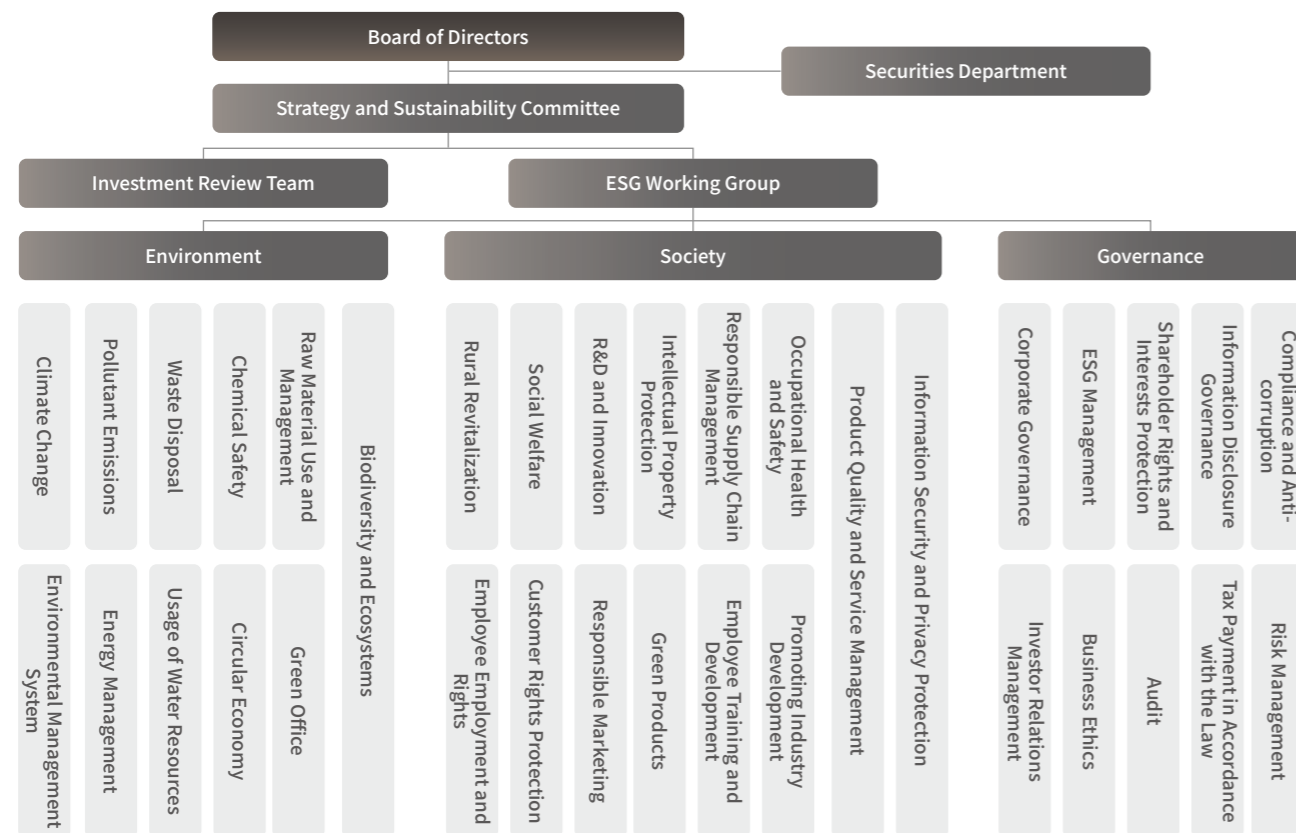 Board of Directors
Securities Department
Strategy and Sustainability Committee
Investment Review Team
ESG Working Group
Environment
Society
Governance
Climate Change
Pollutant Emissions
Waste Disposal
Chemical Safety
Raw Material Use and
Management
Biodiversity and Ecosystems
Environmental Management
System
Energy Management
Usage of Water Resources
Circular Economy
Green Office
Rural Revitalization
Social Welfare
R&D and Innovation
Intellectual Property
Protection
Responsible Supply Chain
Management
Occupational Health
and Safety
Product Quality and Service Management
Information Security and Privacy Protection
Employee Employment and
Rights
Customer Rights Protection
Responsible Marketing
Green Products
Employee Training and
Development
Promoting Industry
Development
Corporate Governance
ESG Management
Shareholder Rights and
Interests Protection
Information Disclosure
Governance
Compliance and Anti-
corruption
Investor Relations
Management
Business Ethics
Audit
Tax Payment in Accordance
with the Law
Risk Management